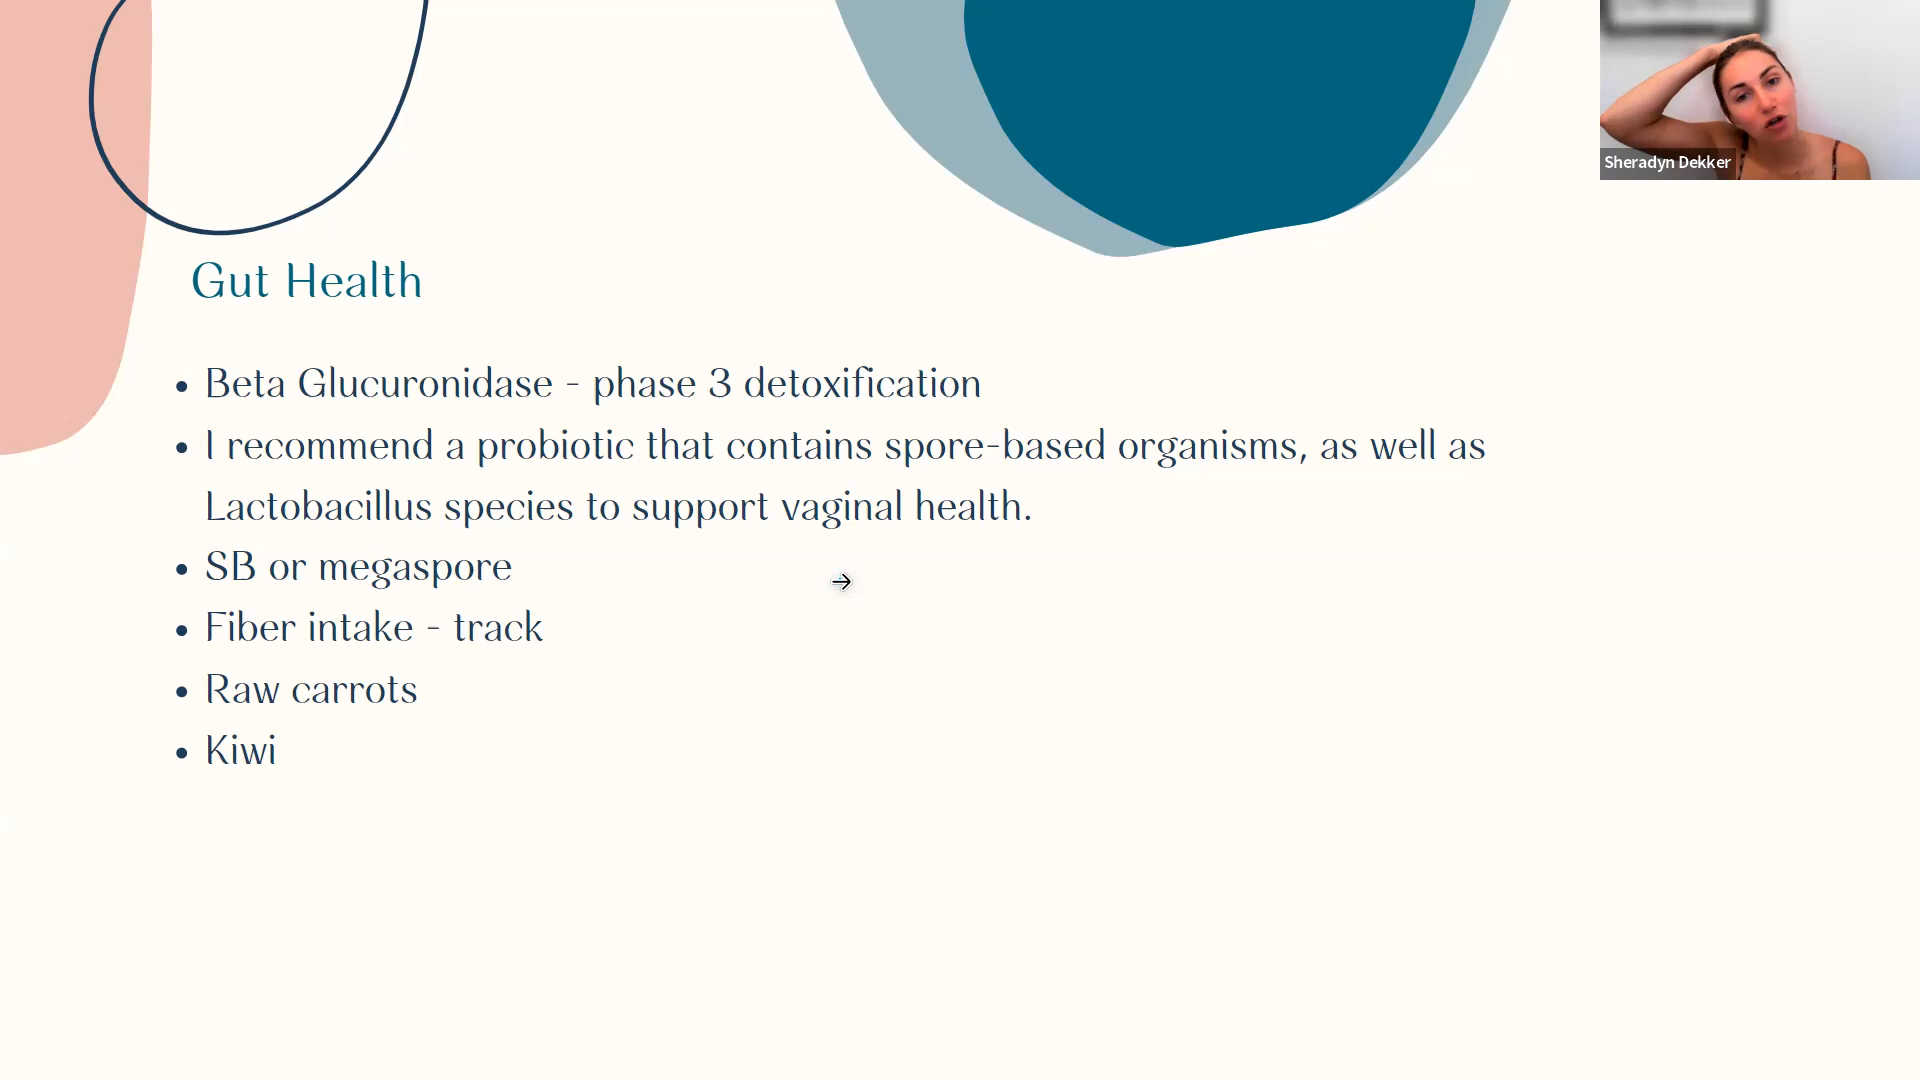 Sheradyn Dekker
Gut Health
• Beta Glucuronidase - phase 3 detoxification
• I recommend a probiotic that contains spore-based organisms, as well as
Lactobacillus species to support vaginal health.
• SB or megaspore
• Fiber intake - track
• Raw carrots
• Kiwi